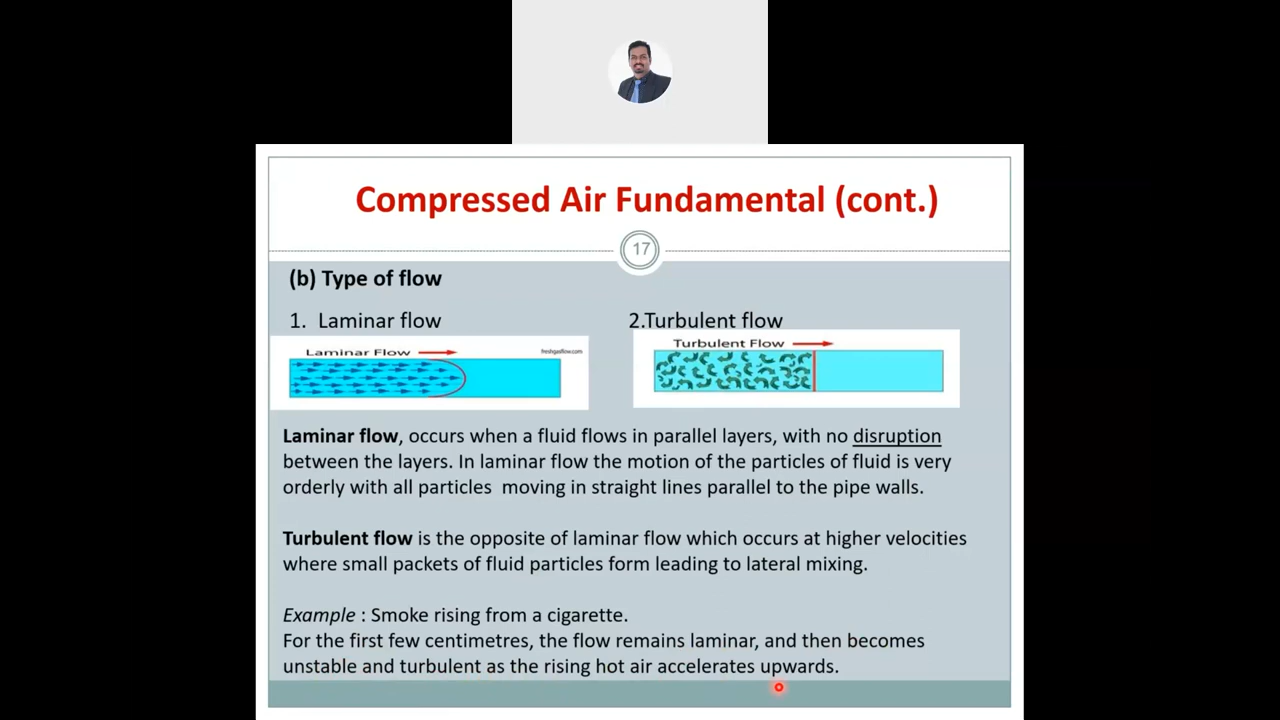 Compressed Air Fundamental (cont.)
17
(b) Type of flow
1. Laminar flow
2.Turbulent flow
Laminar Flow
freshgasflow.com
Turbulent Flow
Laminar flow, occurs when a fluid flows in parallel layers, with no disruption
between the layers. In laminar flow the motion of the particles of fluid is very
orderly with all particles moving in straight lines parallel to the pipe walls.
Turbulent flow is the opposite of laminar flow which occurs at higher velocities
where small packets of fluid particles form leading to lateral mixing.
Example : Smoke rising from a cigarette.
For the first few centimetres, the flow remains laminar, and then becomes
unstable and turbulent as the rising hot air accelerates upwards.